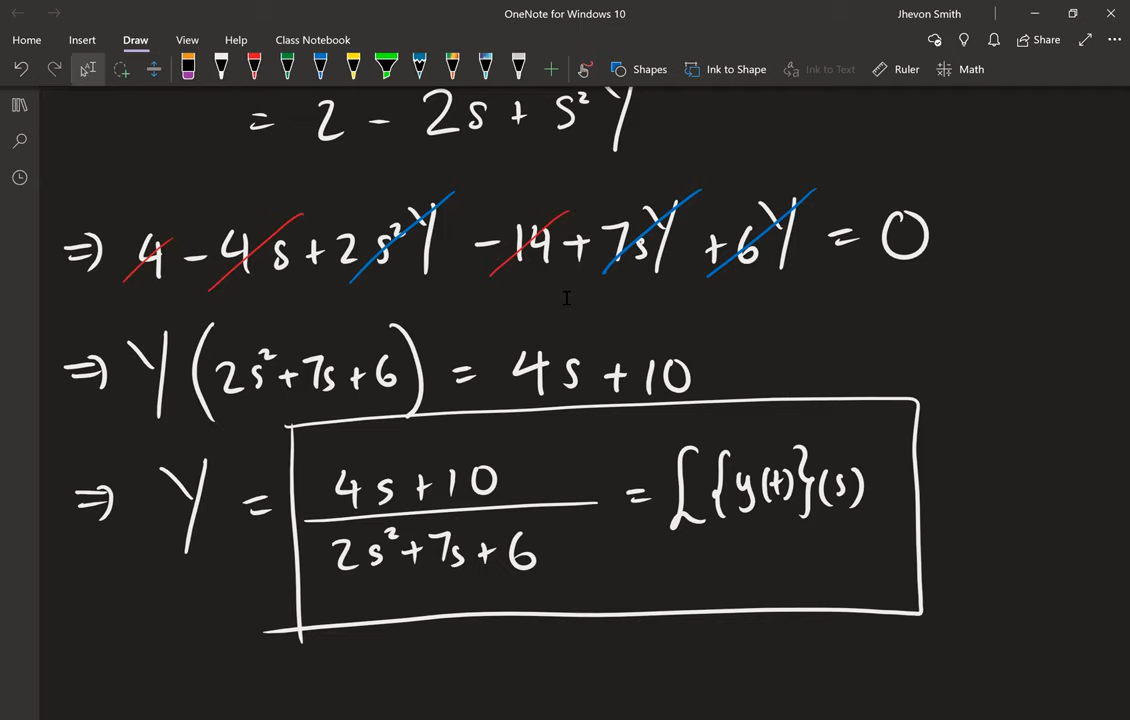 OneNote for Windows 10
Jhevon Smith
Home Insert Draw View Help Class Notebook
Share
Shapes Ink to Shape Ink to Text Ruler Math
= 2 - 2s + s²Y
⇒ 4 - 4s + 2s²Y - 14 + 7sY + 6Y = 0
⇒ Y(2s² + 7s + 6) = 4s + 10
⇒ Y = (4s + 10)/(2s² + 7s + 6) = ℒ{y(t)}(s)